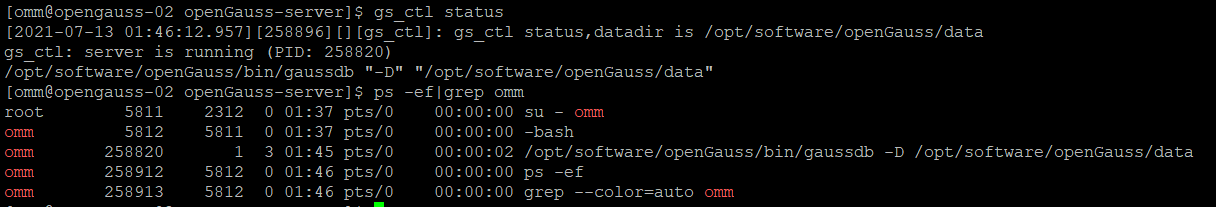 [omm@opengauss-02 openGauss-server]$ gs_ctl status
[2021-07-13 01:46:12.957][258896][][gs_ctl]: gs_ctl status,datadir is /opt/software/openGauss/data
gs_ctl: server is running (PID: 258820)
/opt/software/openGauss/bin/gaussdb "-D" "/opt/software/openGauss/data"
[omm@opengauss-02 openGauss-server]$ ps -ef|grep omm
root        5811    2312  0 01:37 pts/0    00:00:00 su - omm
omm         5812    5811  0 01:37 pts/0    00:00:00 -bash
omm       258820       1  3 01:45 pts/0    00:00:02 /opt/software/openGauss/bin/gaussdb -D /opt/software/openGauss/data
omm       258912    5812  0 01:46 pts/0    00:00:00 ps -ef
omm       258913    5812  0 01:46 pts/0    00:00:00 grep --color=auto omm